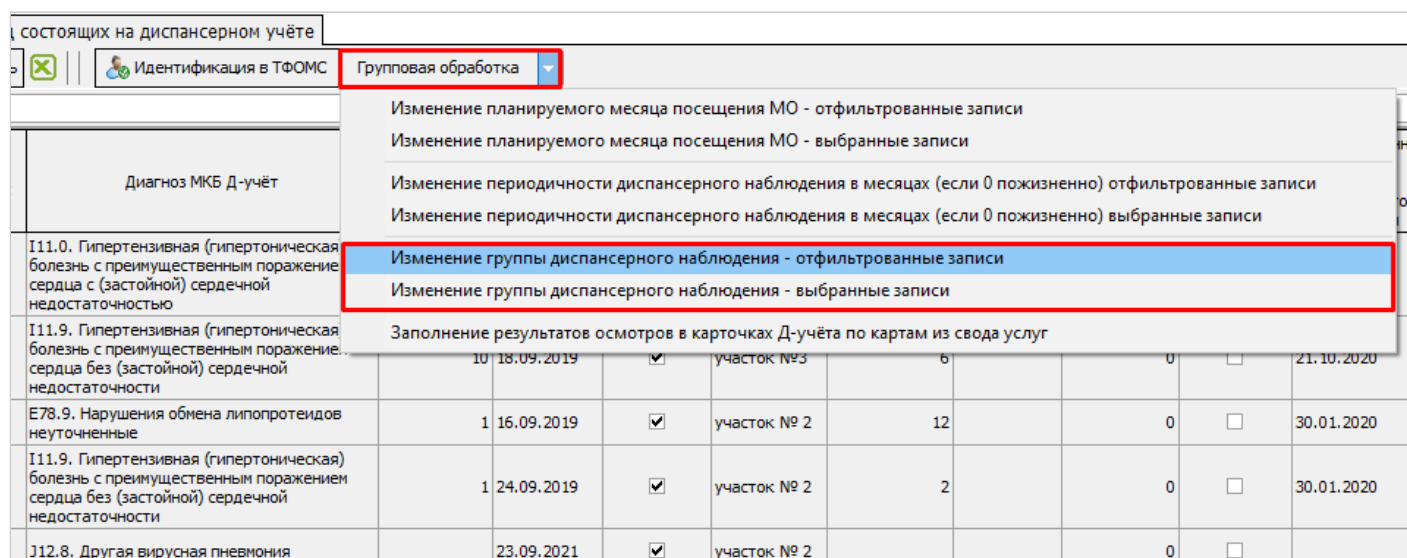 состоящих на диспансерном учёте
Идентификация в ТФОМС Групповая обработка
Изменение планируемого месяца посещения МО - отфильтрованные записи
Изменение планируемого месяца посещения МО - выбранные записи
Диагноз МКБ Д-учёт
Изменение периодичности диспансерного наблюдения в месяцах (если 0 пожизненно) отфильтрованные записи
Изменение периодичности диспансерного наблюдения в месяцах (если 0 пожизненно) выбранные записи
Изменение группы диспансерного наблюдения - отфильтрованные записи
Изменение группы диспансерного наблюдения - выбранные записи
Заполнение результатов осмотров в карточках Д-учёта по картам из свода услуг
I11.0. Гипертензивная (гипертоническая
болезнь с преимущественным поражение
сердца с (застойной) сердечной
недостаточностью
I11.9. Гипертензивная (гипертоническая
болезнь с преимущественным поражение
сердца без (застойной) сердечной
недостаточности
10 18.09.2019 участок №3 6 0 21.10.2020
E78.9. Нарушения обмена липопротеидов
неуточненные
1 16.09.2019 участок № 2 12 0 30.01.2020
I11.9. Гипертензивная (гипертоническая)
болезнь с преимущественным поражением
сердца без (застойной) сердечной
недостаточности
1 24.09.2019 участок № 2 2 0 30.01.2020
J12.8. Другая вирусная пневмония 23.09.2021 участок № 2 0